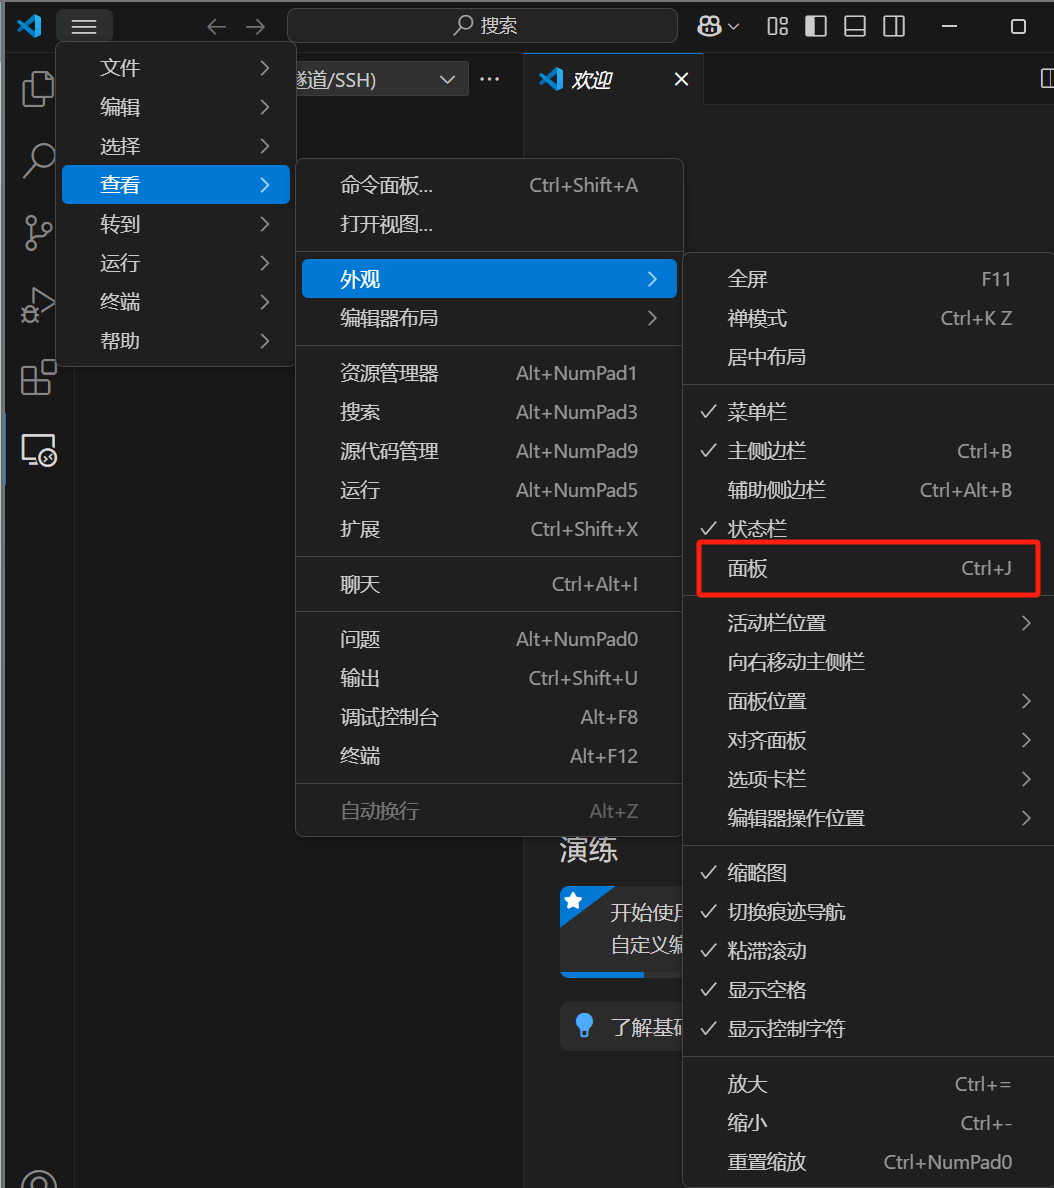 搜索
文件
编辑
选择
查看
转到
运行
终端
帮助
隧道/SSH)
欢迎
命令面板... Ctrl+Shift+A
打开视图...
外观
编辑器布局
资源管理器 Alt+NumPad1
搜索 Alt+NumPad3
源代码管理 Alt+NumPad9
运行 Alt+NumPad5
扩展 Ctrl+Shift+X
聊天 Ctrl+Alt+I
问题 Alt+NumPad0
输出 Ctrl+Shift+U
调试控制台 Alt+F8
终端 Alt+F12
自动换行 Alt+Z
全屏 F11
禅模式 Ctrl+K Z
居中布局
菜单栏
主侧边栏 Ctrl+B
辅助侧边栏 Ctrl+Alt+B
状态栏
面板 Ctrl+J
活动栏位置
向右移动主侧栏
面板位置
对齐面板
选项卡栏
编辑器操作位置
缩略图
切换痕迹导航
粘滞滚动
显示空格
显示控制字符
放大 Ctrl+=
缩小 Ctrl+-
重置缩放 Ctrl+NumPad0
演练
开始使用
自定义编
了解基础